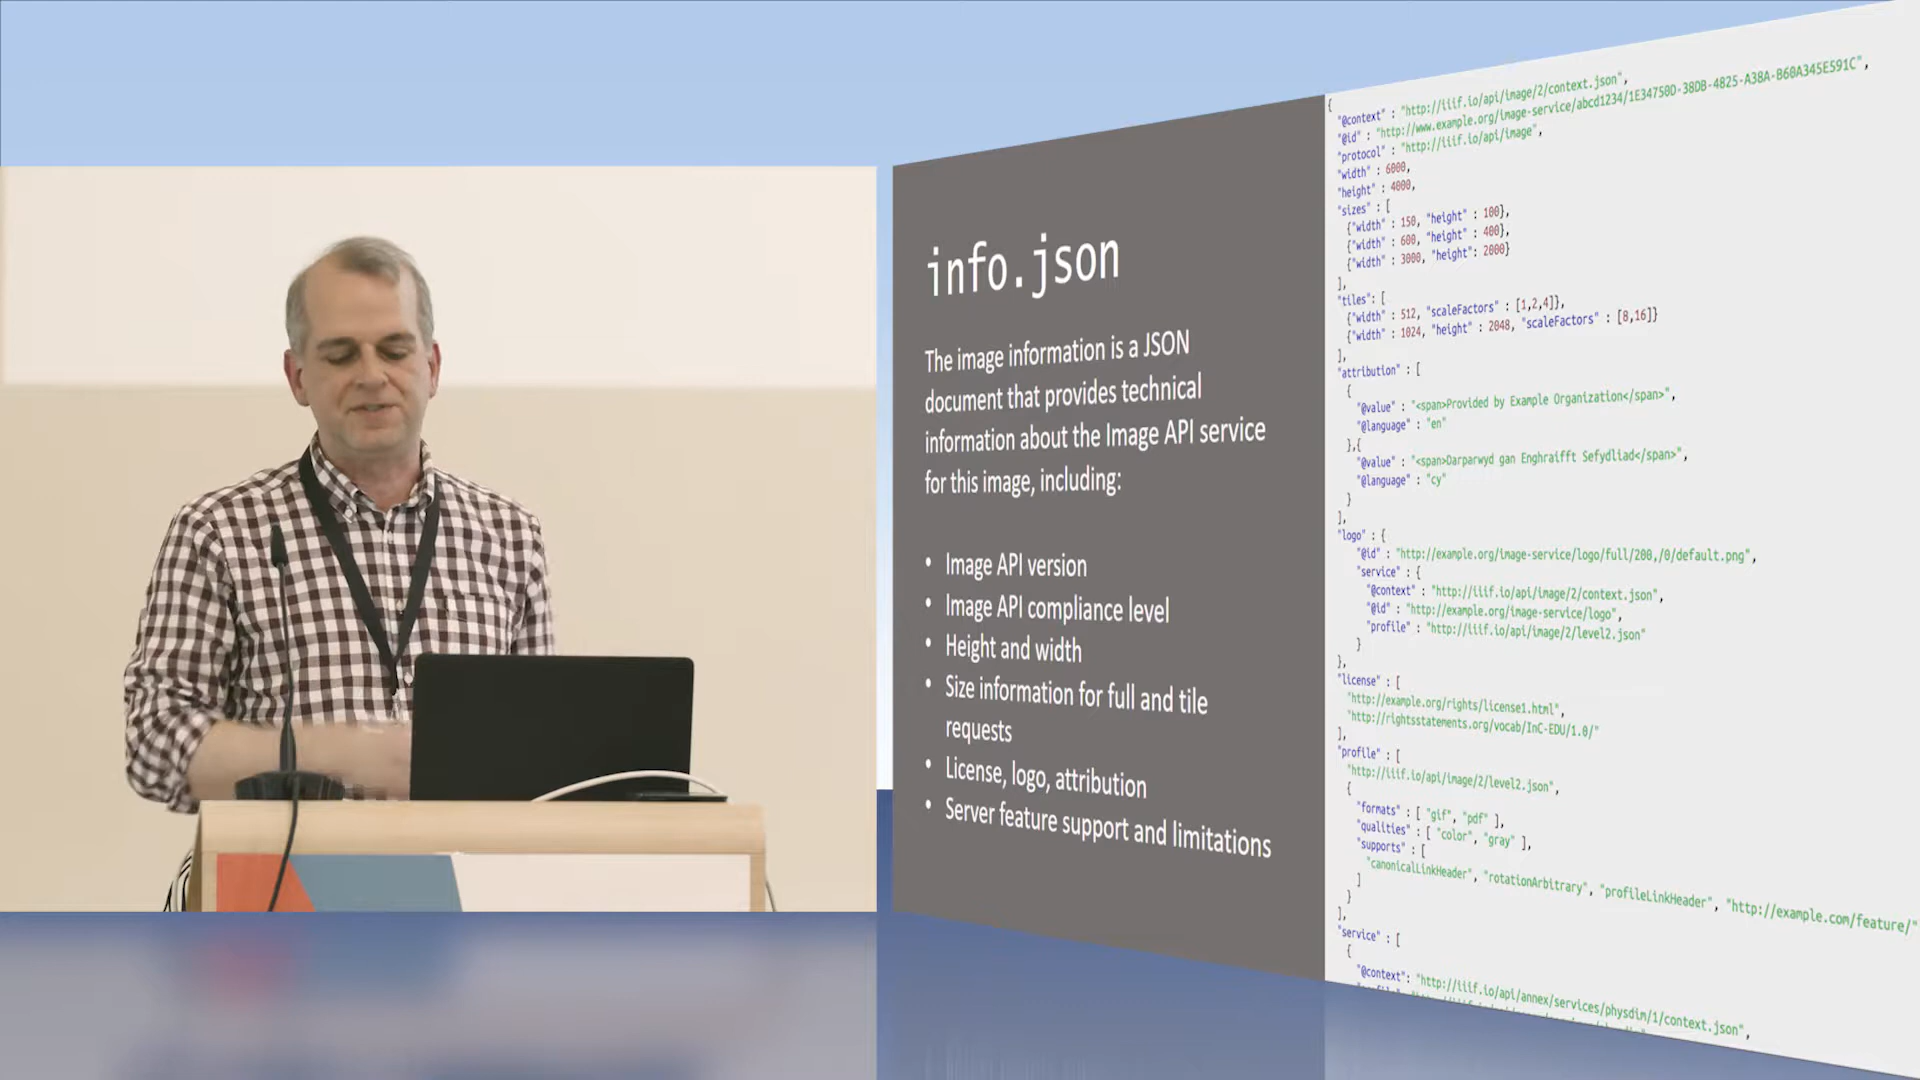 info.json
The image information is a JSON
document that provides technical
information about the Image API service
for this image, including:
• Image API version
• Image API compliance level
• Height and width
• Size information for full and tile
requests
• License, logo, attribution
• Server feature support and limitations
{
"@context" : "http://iiif.io/api/image/2/context.json",
"@id" : "http://www.example.org/image-service/abcd1234/1E34750D-38DB-4825-A38A-B60A345E591C",
"protocol" : "http://iiif.io/api/image",
"width" : 6000,
"height" : 4000,
"sizes" : [
{"width" : 150, "height" : 100},
{"width" : 600, "height" : 400},
{"width" : 3000, "height": 2000}
],
"tiles": [
{"width" : 512, "scaleFactors" : [1,2,4]},
{"width" : 1024, "height" : 2048, "scaleFactors" : [8,16]}
],
"attribution" : [
{
"@value" : "<span>Provided by Example Organization</span>",
"@language" : "en"
},{
"@value" : "<span>Darparwyd gan Enghraifft Sefydliad</span>",
"@language" : "cy"
}
],
"logo" : {
"@id" : "http://example.org/image-service/logo/full/200,/0/default.png",
"service" : {
"@context" : "http://iiif.io/api/image/2/context.json",
"@id" : "http://example.org/image-service/logo",
"profile" : "http://iiif.io/api/image/2/level2.json"
}
},
"license" : [
"http://example.org/rights/license1.html",
"http://rightsstatements.org/vocab/InC-EDU/1.0/"
],
"profile" : [
"http://iiif.io/api/image/2/level2.json",
{
"formats" : [ "gif", "pdf" ],
"qualities" : [ "color", "gray" ],
"supports" : [
"canonicalLinkHeader", "rotationArbitrary", "profileLinkHeader", "http://example.com/feature/"
]
}
],
"service" : [
{
"@context": "http://iiif.io/api/annex/services/physdim/1/context.json",